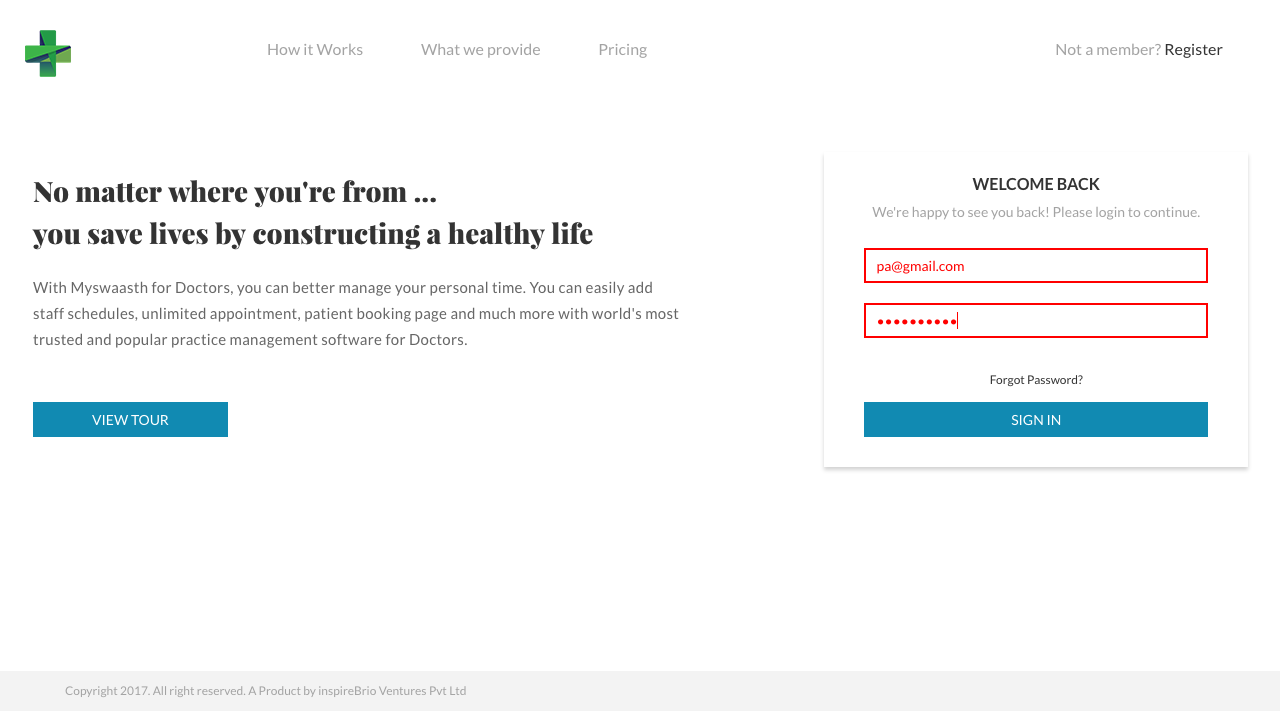 How it Works
What we provide
Pricing
Not a member? Register
No matter where you're from ...
you save lives by constructing a healthy life
With Myswaasth for Doctors, you can better manage your personal time. You can easily add
staff schedules, unlimited appointment, patient booking page and much more with world's most
trusted and popular practice management software for Doctors.
VIEW TOUR
WELCOME BACK
We're happy to see you back! Please login to continue.
pa@gmail.com
••••••••••
Forgot Password?
SIGN IN
Copyright 2017. All right reserved. A Product by inspireBrio Ventures Pvt Ltd